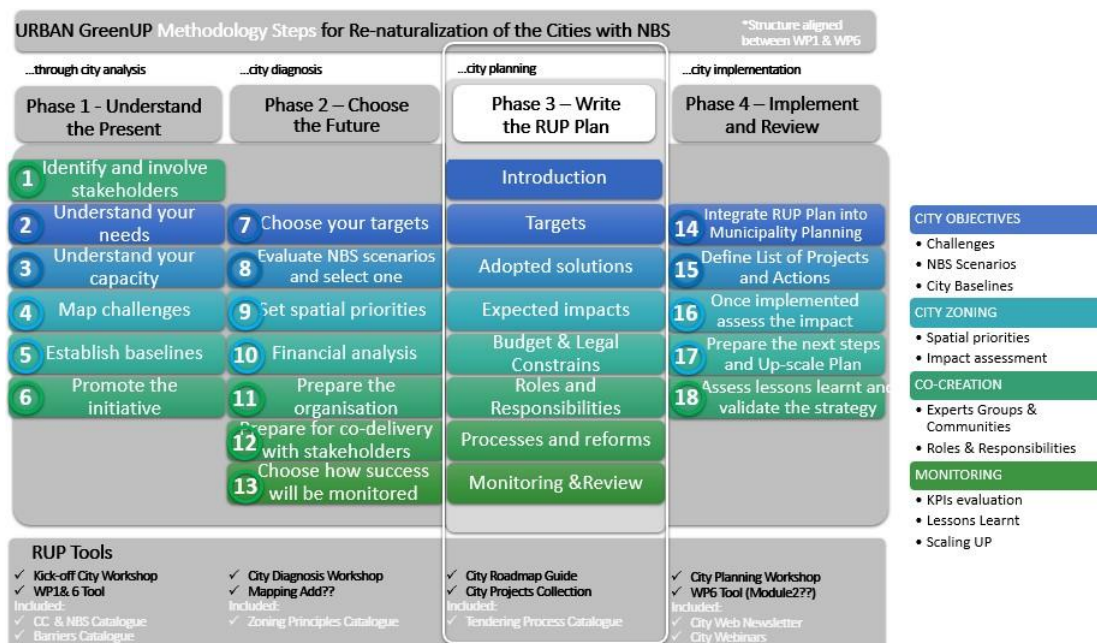 URBAN GreenUP Methodology Steps for Re-naturalization of the Cities with NBS
*Structure aligned
between WP1 & WP6
...through city analysis
Phase 1 - Understand
the Present
1 Identify and involve
stakeholders
2 Understand your
needs
3 Understand your
capacity
4 Map challenges
5 Establish baselines
6 Promote the
initiative
...city diagnosis
Phase 2 – Choose
the Future
7 Choose your targets
8 Evaluate NBS scenarios
and select one
9 Set spatial priorities
10 Financial analysis
11 Prepare the
organisation
12 Prepare for co-delivery
with stakeholders
13 Choose how success
will be monitored
...city planning
Phase 3 – Write
the RUP Plan
Introduction
Targets
Adopted solutions
Expected impacts
Budget & Legal
Constrains
Roles and
Responsibilities
Processes and reforms
Monitoring &Review
...city implementation
Phase 4 – Implement
and Review
14 Integrate RUP Plan into
Municipality Planning
15 Define List of Projects
and Actions
16 Once implemented
assess the impact
17 Prepare the next steps
and Up-scale Plan
18 Assess lessons learnt and
validate the strategy
CITY OBJECTIVES
• Challenges
• NBS Scenarios
• City Baselines
CITY ZONING
• Spatial priorities
• Impact assessment
CO-CREATION
• Experts Groups &
Communities
• Roles & Responsibilities
MONITORING
• KPIs evaluation
• Lessons Learnt
• Scaling UP
RUP Tools
✓ Kick-off City Workshop
✓ WP1& 6 Tool
Included:
✓ CC & NBS Catalogue
✓ Barriers Catalogue
✓ City Diagnosis Workshop
✓ Mapping Add??
Included:
✓ Zoning Principles Catalogue
✓ City Roadmap Guide
✓ City Projects Collection
Included:
✓ Tendering Process Catalogue
✓ City Planning Workshop
✓ WP6 Tool (Module2??)
Included:
✓ City Web Newsletter
✓ City Webinars